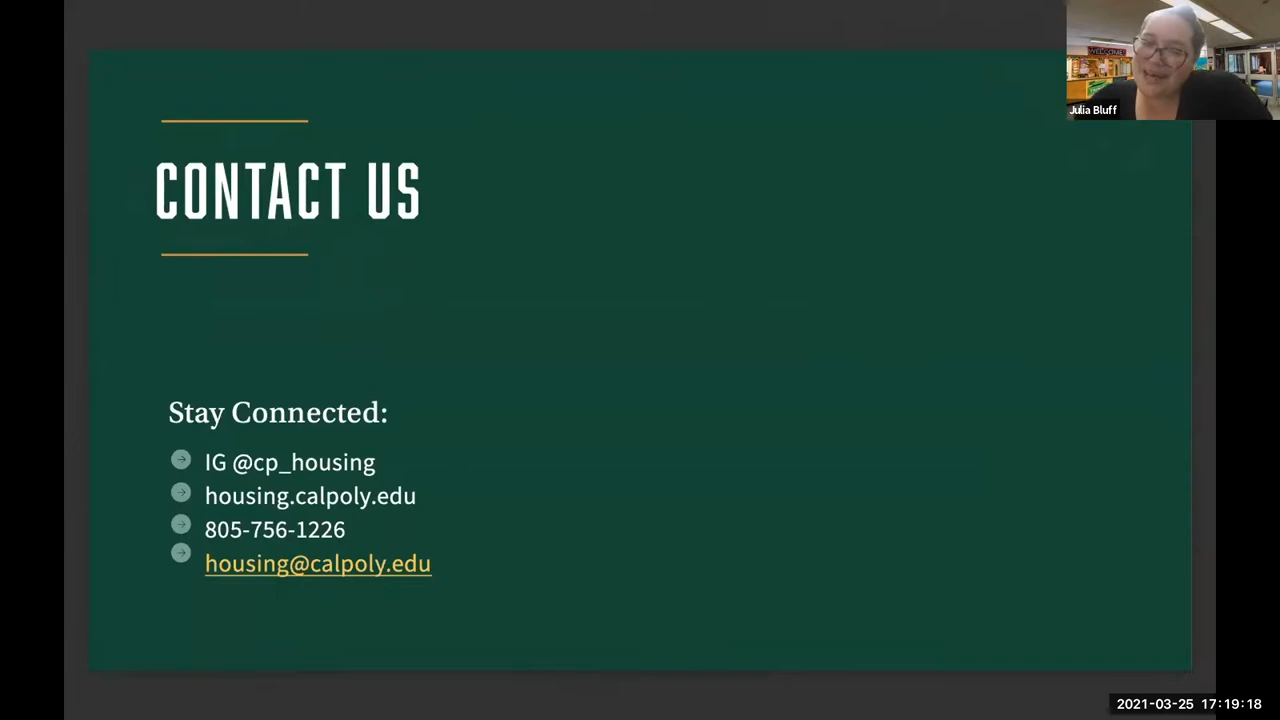 WELCOME
Julia Bluff
CONTACT US
Stay Connected:
IG @cp_housing
housing.calpoly.edu
805-756-1226
housing@calpoly.edu
2021-03-25 17:19:18